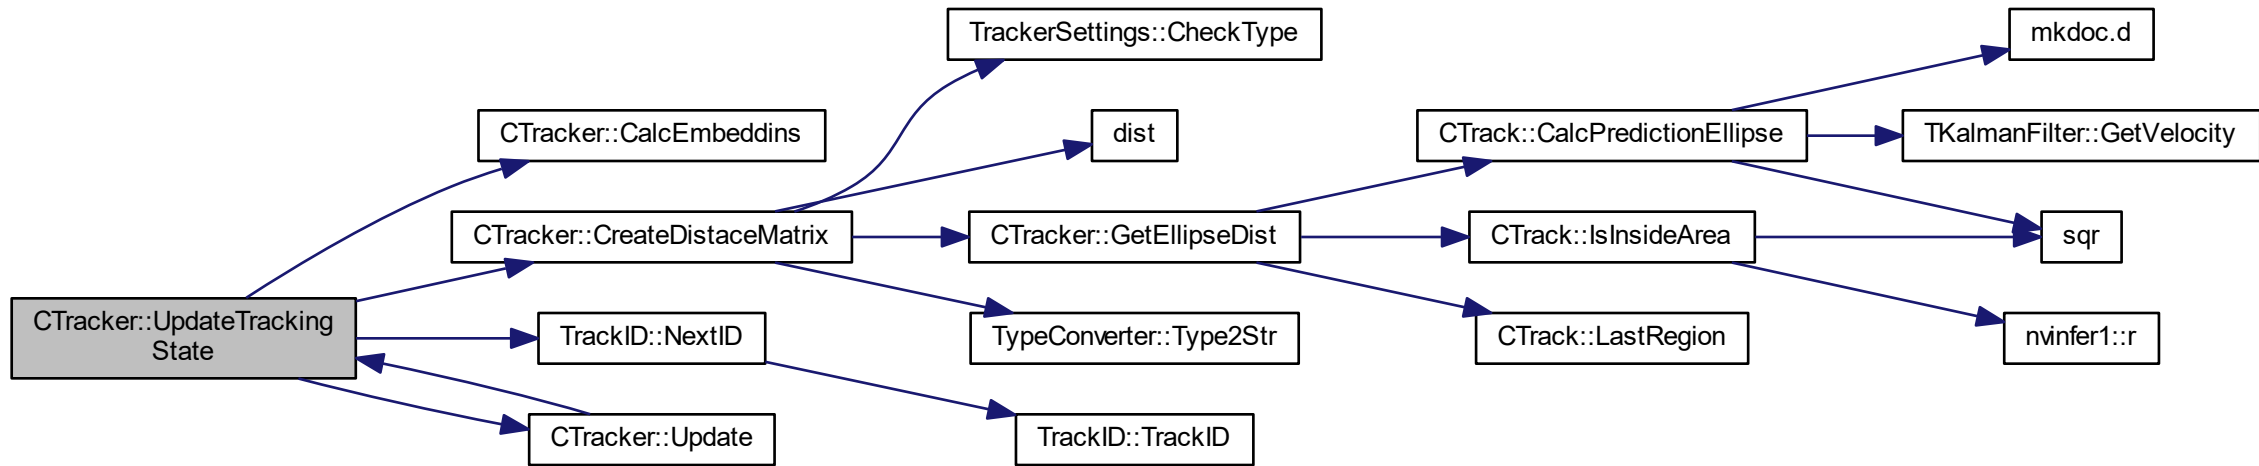 TrackerSettings::CheckType
mkdoc.d
CTracker::CalcEmbeddins
dist
CTrack::CalcPredictionEllipse
TKalmanFilter::GetVelocity
CTracker::CreateDistaceMatrix
CTracker::GetEllipseDist
CTrack::IsInsideArea
sqr
CTracker::UpdateTracking
State
TrackID::NextID
TypeConverter::Type2Str
CTrack::LastRegion
nvinfer1::r
CTracker::Update
TrackID::TrackID